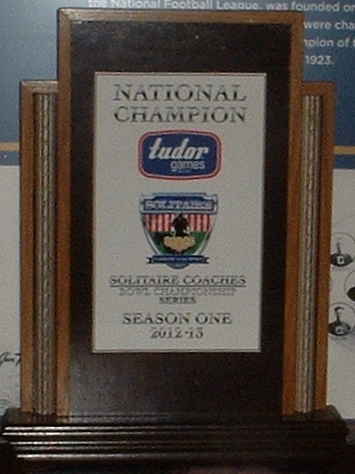 the National Football League, was founded on
were cha
mpion of t
1923.
NATIONAL
CHAMPION
tudor
games
SOLITAIRE
SOLITAIRE COACHES
BOWL CHAMPIONSHIP
SERIES
SEASON ONE
2012-13